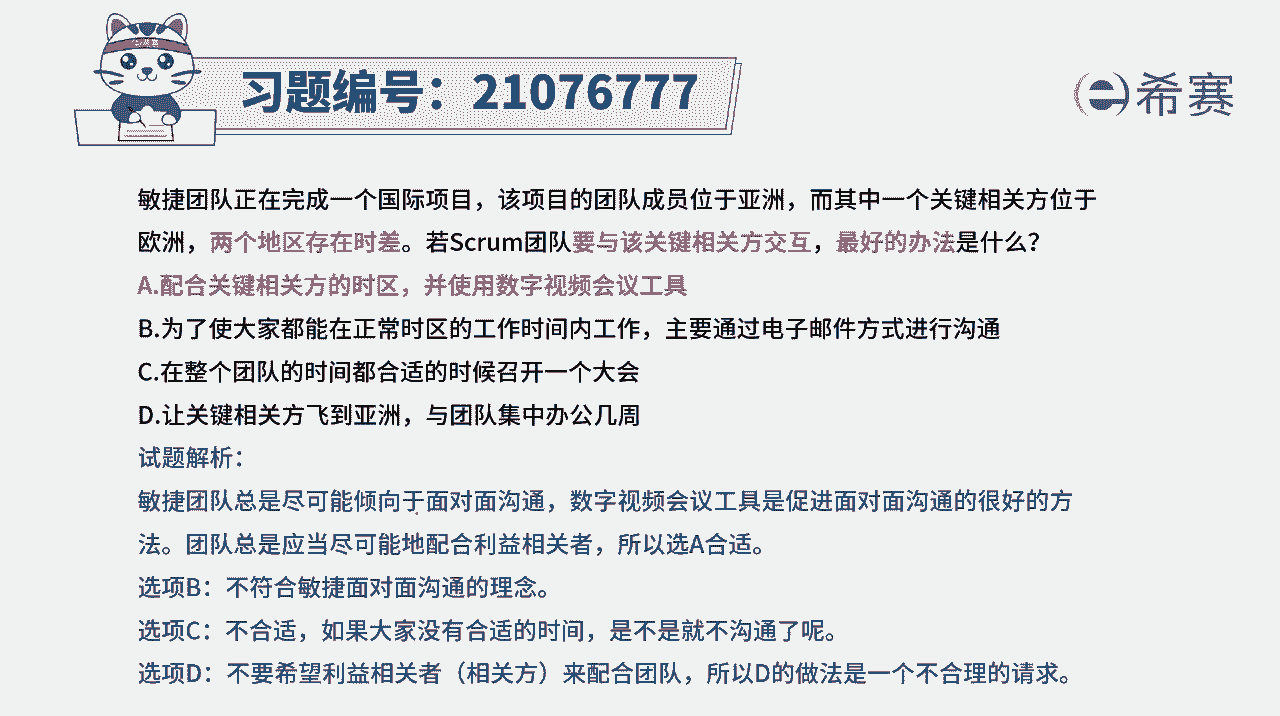 习题编号：21076777
希赛
敏捷团队正在完成一个国际项目，该项目的团队成员位于亚洲，而其中一个关键相关方位于
欧洲，两个地区存在时差。若Scrum团队要与该关键相关方交互，最好的办法是什么？
A.配合关键相关方的时区，并使用数字视频会议工具
B.为了使大家都能在正常时区的工作时间内工作，主要通过电子邮件方式进行沟通
C.在整个团队的时间都合适的时候召开一个大会
D.让关键相关方飞到亚洲，与团队集中办公几周
试题解析：
敏捷团队总是尽可能倾向于面对面沟通，数字视频会议工具是促进面对面沟通的很好的方
法。团队总是应当尽可能地配合利益相关者，所以选A合适。
选项B：不符合敏捷面对面沟通的理念。
选项C：不合适，如果大家没有合适的时间，是不是就不沟通了呢。
选项D：不要希望利益相关者（相关方）来配合团队，所以D的做法是一个不合理的请求。